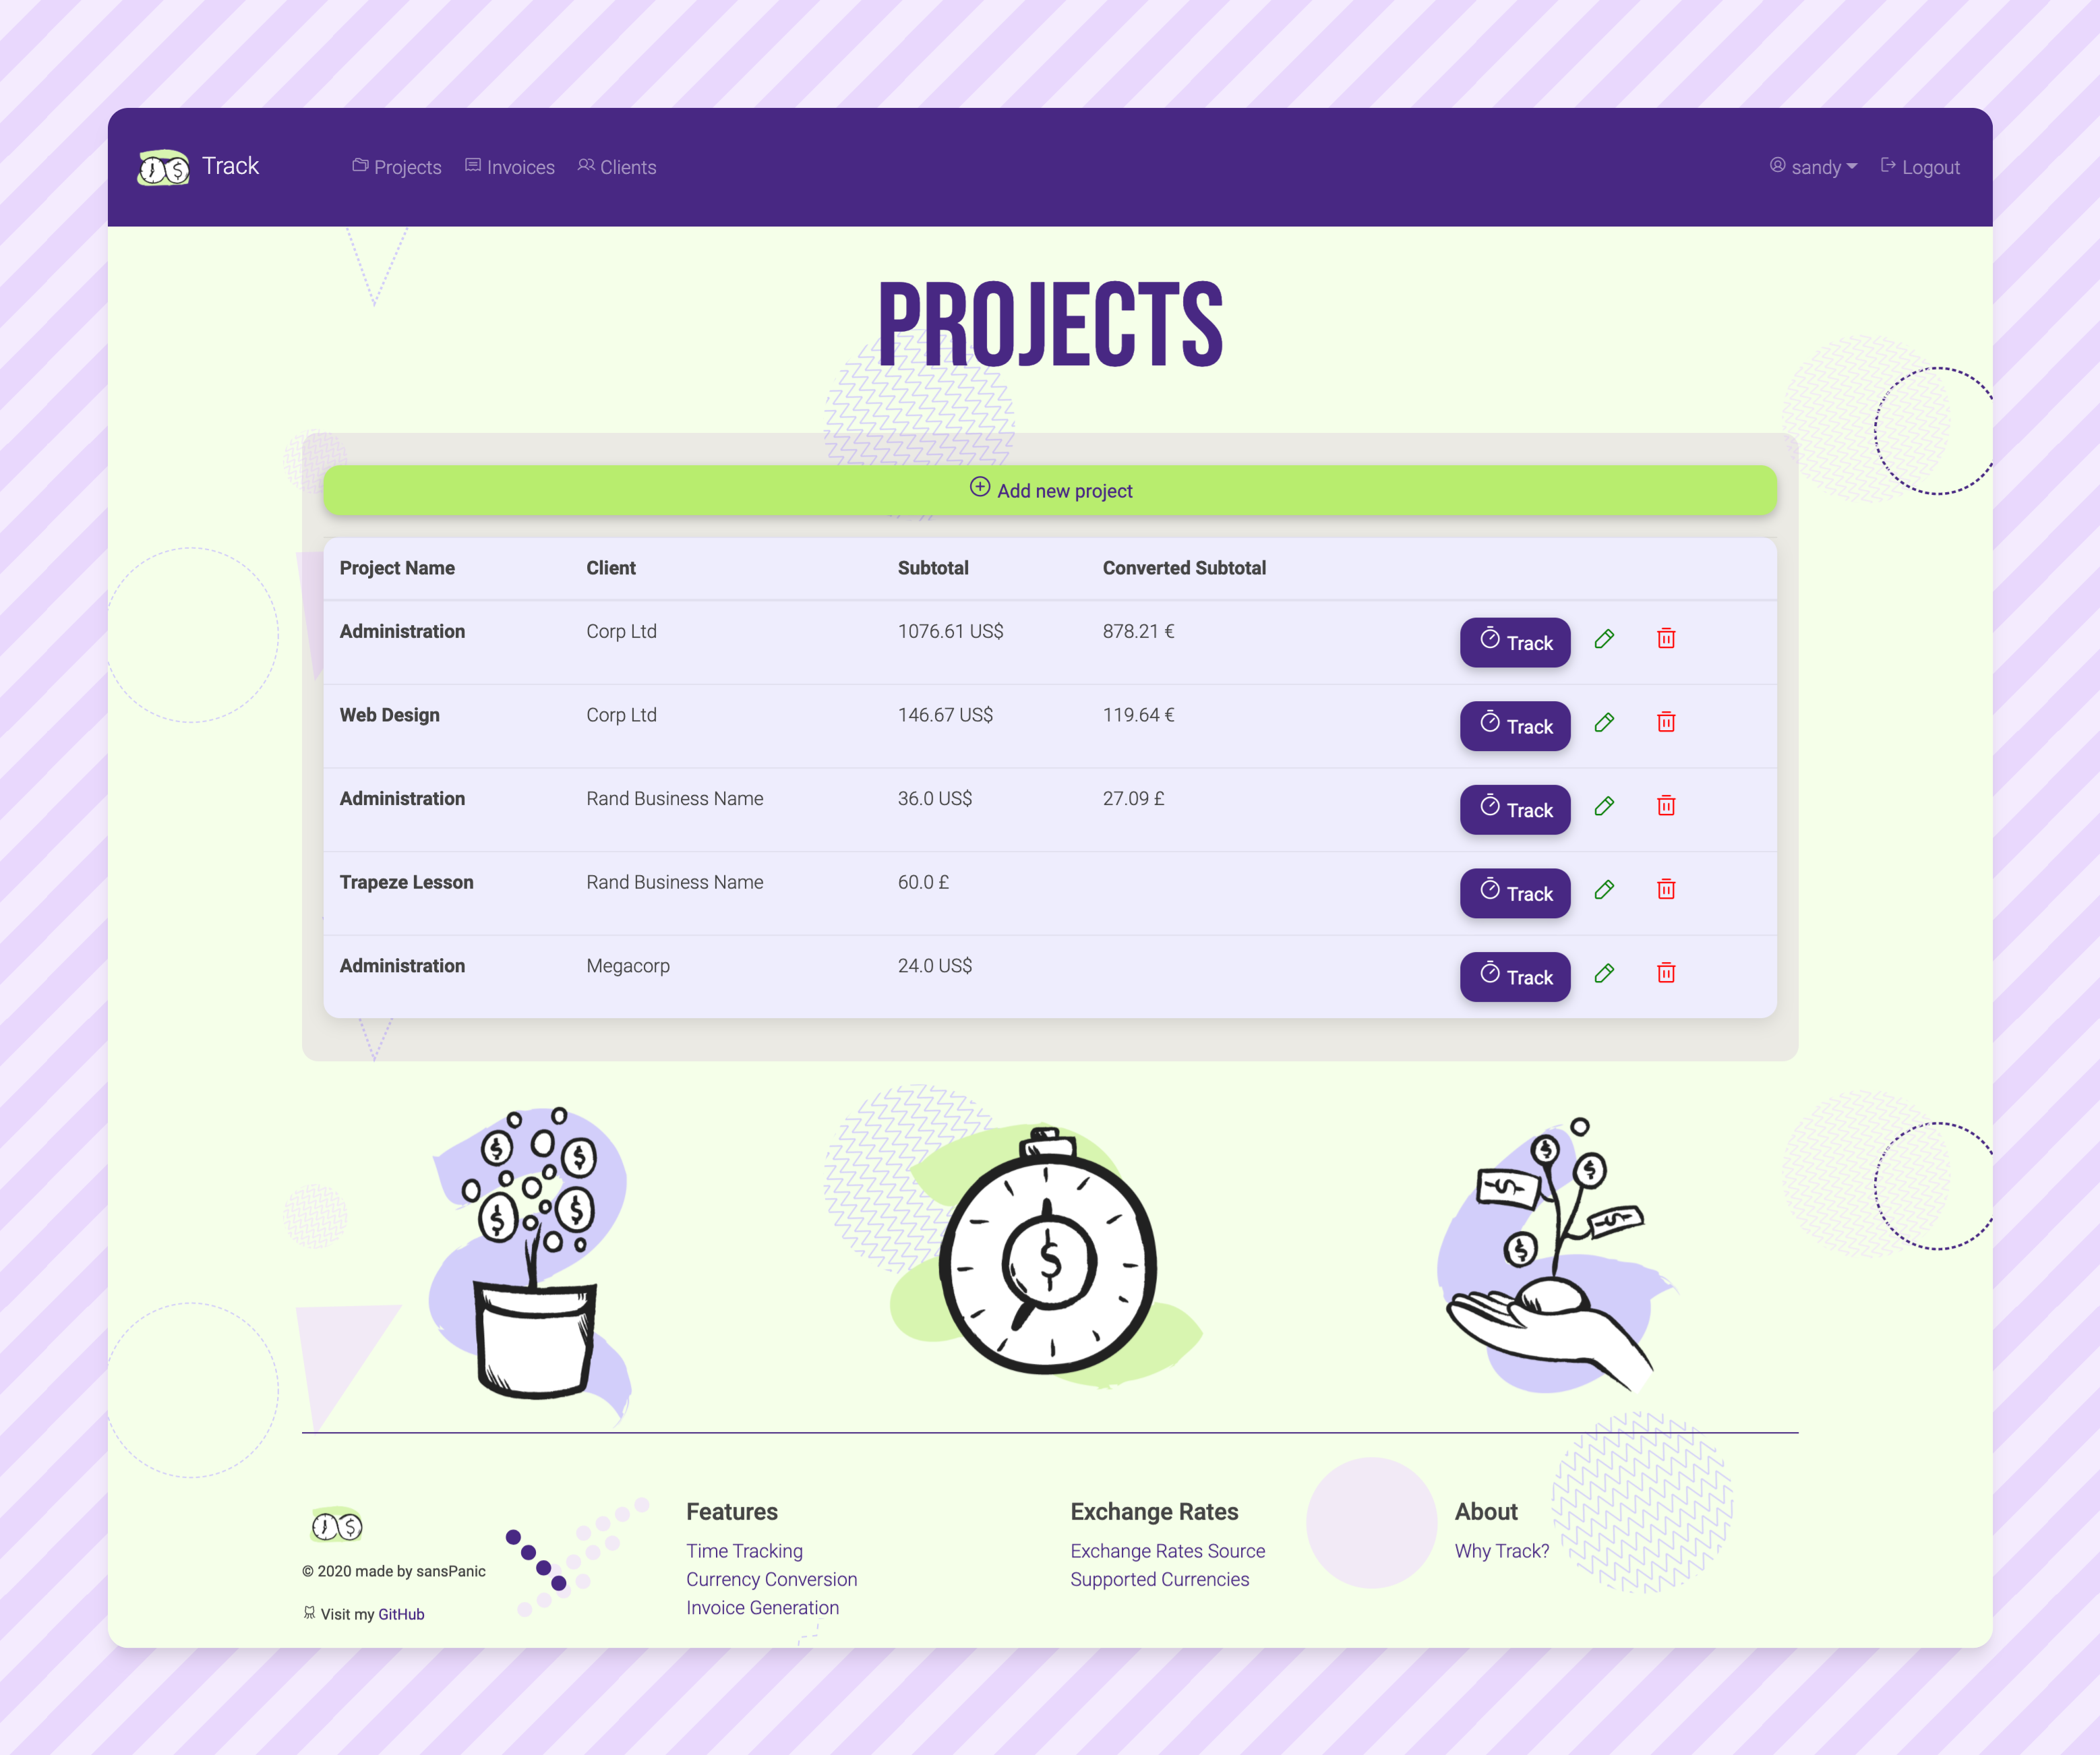 Track Projects Invoices Clients sandy Logout
PROJECTS
Add new project
Project Name Client Subtotal Converted Subtotal
Administration Corp Ltd 1076.61 US$ 878.21 € Track
Web Design Corp Ltd 146.67 US$ 119.64 € Track
Administration Rand Business Name 36.0 US$ 27.09 £ Track
Trapeze Lesson Rand Business Name 60.0 £ Track
Administration Megacorp 24.0 US$ Track
$ $ $ $
$
$ $ $ $ $
© 2020 made by sansPanic
Visit my GitHub
Features
Time Tracking
Currency Conversion
Invoice Generation
Exchange Rates
Exchange Rates Source
Supported Currencies
About
Why Track?